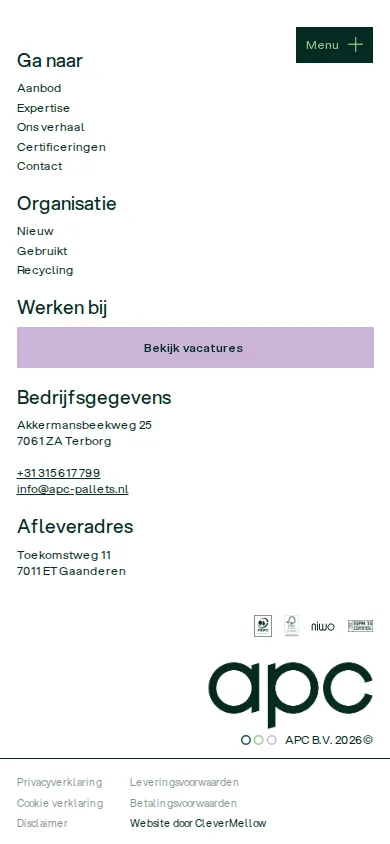 Menu
Ga naar
Aanbod
Expertise
Ons verhaal
Certificeringen
Contact
Organisatie
Nieuw
Gebruikt
Recycling
Werken bij
Bekijk vacatures
Bedrijfsgegevens
Akkermansbeekweg 25
7061 ZA Terborg
+31 315 617 799
info@apc-pallets.nl
Afleveradres
Toekomstweg 11
7011 ET Gaanderen
niwo
apc
APC B.V. 2026©
Privacyverklaring
Leveringsvoorwaarden
Cookie verklaring
Betalingsvoorwaarden
Disclaimer
Website door CleverMellow